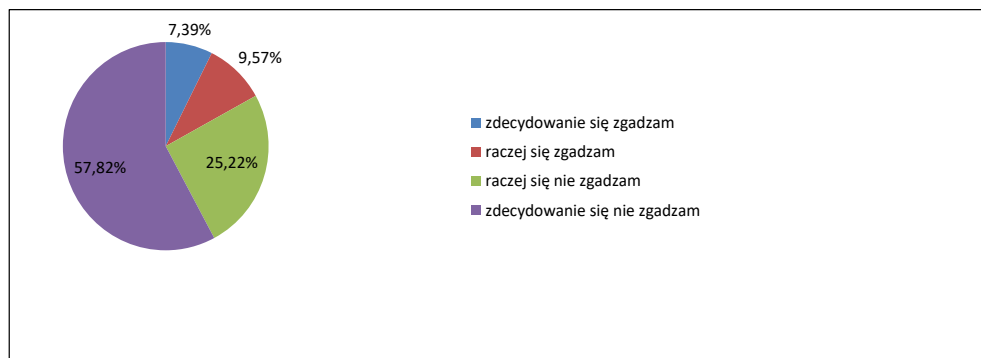 7,39%
9,57%
25,22%
57,82%
zdecydowanie się zgadzam
raczej się zgadzam
raczej się nie zgadzam
zdecydowanie się nie zgadzam